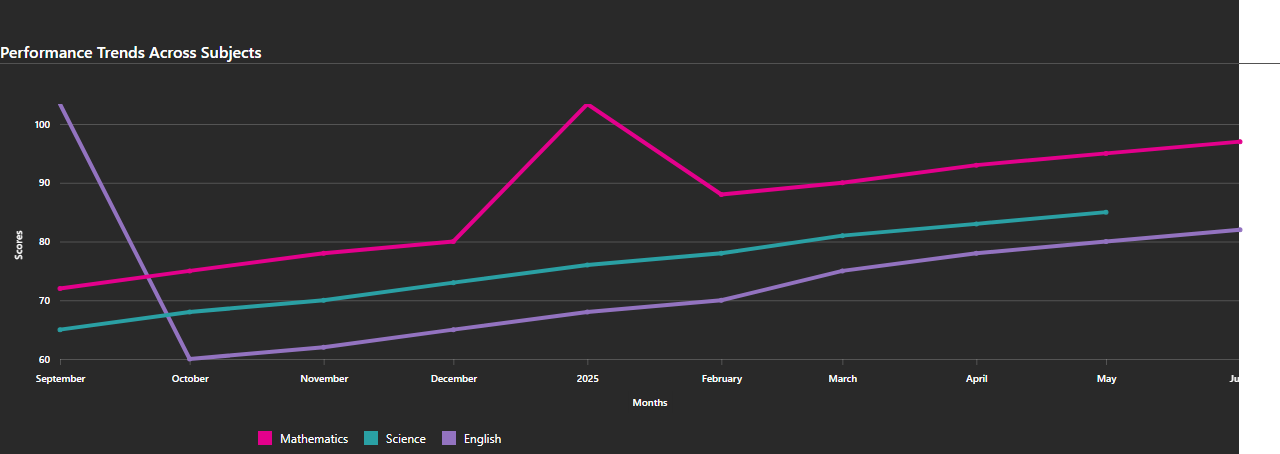 Performance Trends Across Subjects
100
90
80
70
60
Scores
September October November December 2025 February March April May Ju
Months
Mathematics Science English